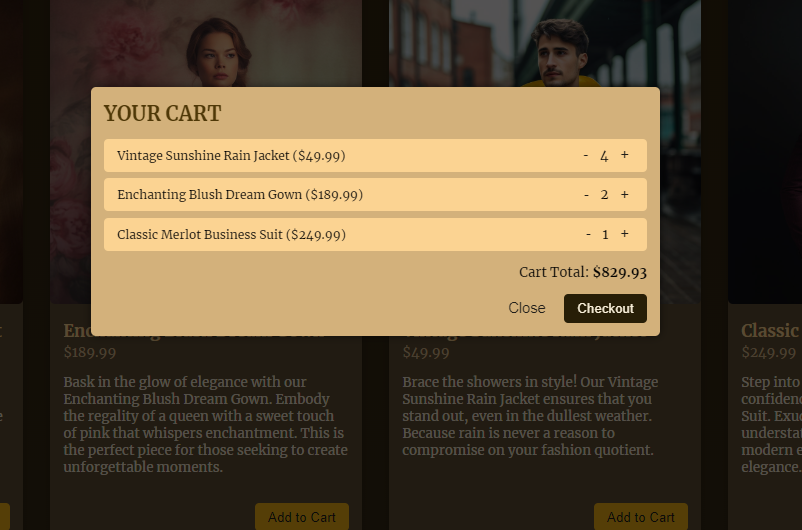 YOUR CART
Vintage Sunshine Rain Jacket ($49.99) - 4 +
Enchanting Blush Dream Gown ($189.99) - 2 +
Classic Merlot Business Suit ($249.99) - 1 +
Cart Total: $829.93
Close Checkout
$189.99
Bask in the glow of elegance with our
Enchanting Blush Dream Gown. Embody
the regality of a queen with a sweet touch
of pink that whispers enchantment. This is
the perfect piece for those seeking to create
unforgettable moments.
Add to Cart
$49.99
Brace the showers in style! Our Vintage
Sunshine Rain Jacket ensures that you
stand out, even in the dullest weather.
Because rain is never a reason to
compromise on your fashion quotient.
Add to Cart
Classic
$249.99
Step into
Suit.
modern
elegance.